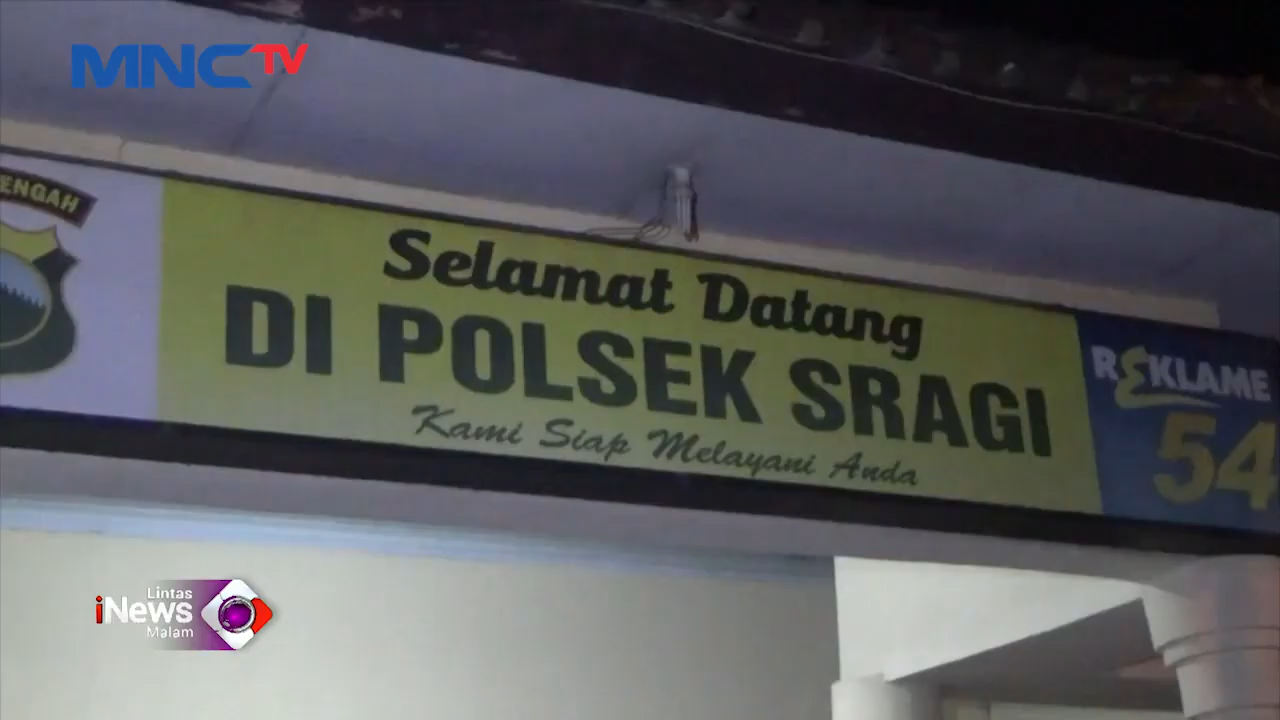 MNCTV
ENGAH
Selamat Datang
DI POLSEK SRAGI
Kami Siap Melayani Anda
REKLAME
54
Lintas
iNews
Malam